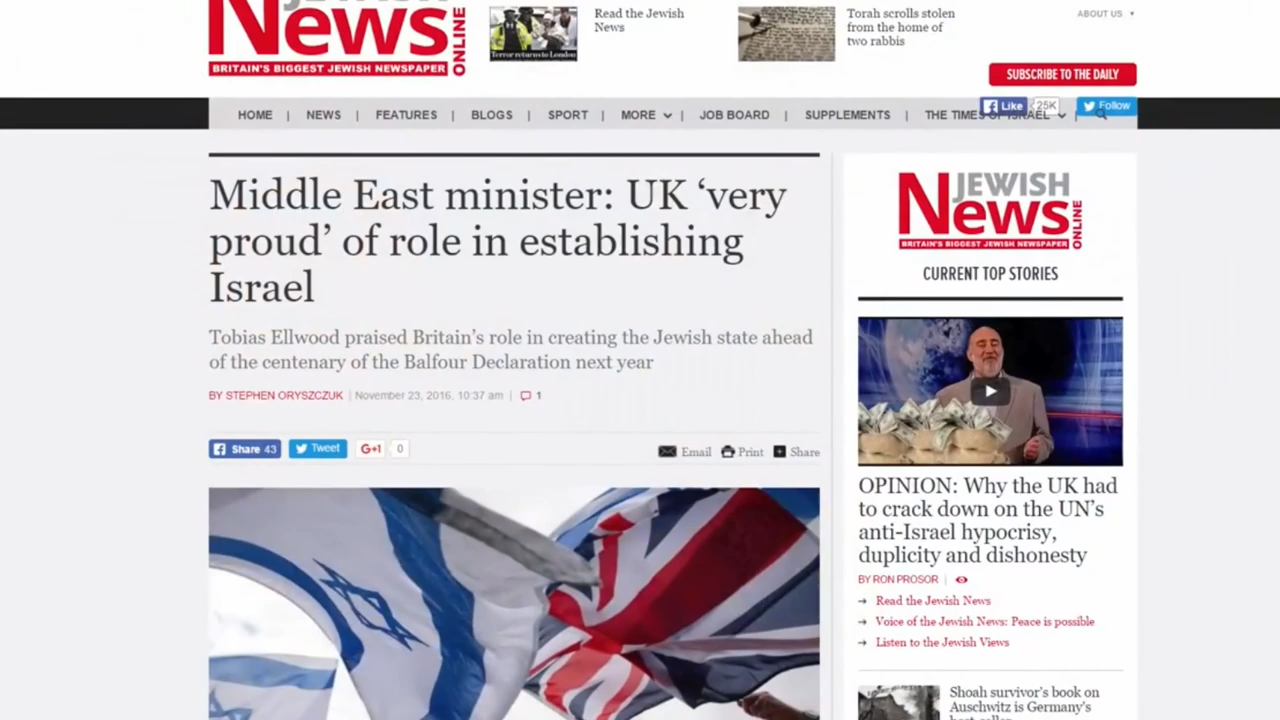 JEWISH
News
ONLINE
BRITAIN'S BIGGEST JEWISH NEWSPAPER
Terror returns to London
Read the Jewish
News
Torah scrolls stolen
from the home of
two rabbis
ABOUT US
SUBSCRIBE TO THE DAILY
Like 25K
Follow
HOME | NEWS | FEATURES | BLOGS | SPORT | MORE | JOB BOARD | SUPPLEMENTS | THE TIMES OF ISRAEL |
Middle East minister: UK ‘very
proud’ of role in establishing
Israel
Tobias Ellwood praised Britain’s role in creating the Jewish state ahead
of the centenary of the Balfour Declaration next year
BY STEPHEN ORYSZCZUK | November 23, 2016, 10:37 am | 1
Share 43
Tweet
G+1 0
Email
Print
Share
JEWISH
News
ONLINE
BRITAIN'S BIGGEST JEWISH NEWSPAPER
CURRENT TOP STORIES
OPINION: Why the UK had
to crack down on the UN’s
anti-Israel hypocrisy,
duplicity and dishonesty
BY RON PROSOR |
Read the Jewish News
Voice of the Jewish News: Peace is possible
Listen to the Jewish Views
Shoah survivor’s book on
Auschwitz is Germany’s
best-seller